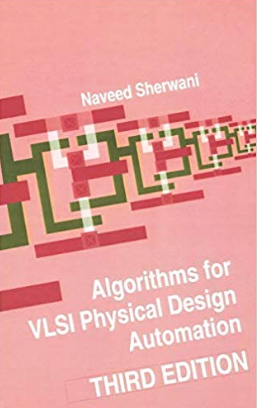 Naveed Sherwani
Algorithms for
VLSI Physical Design
Automation
THIRD EDITION